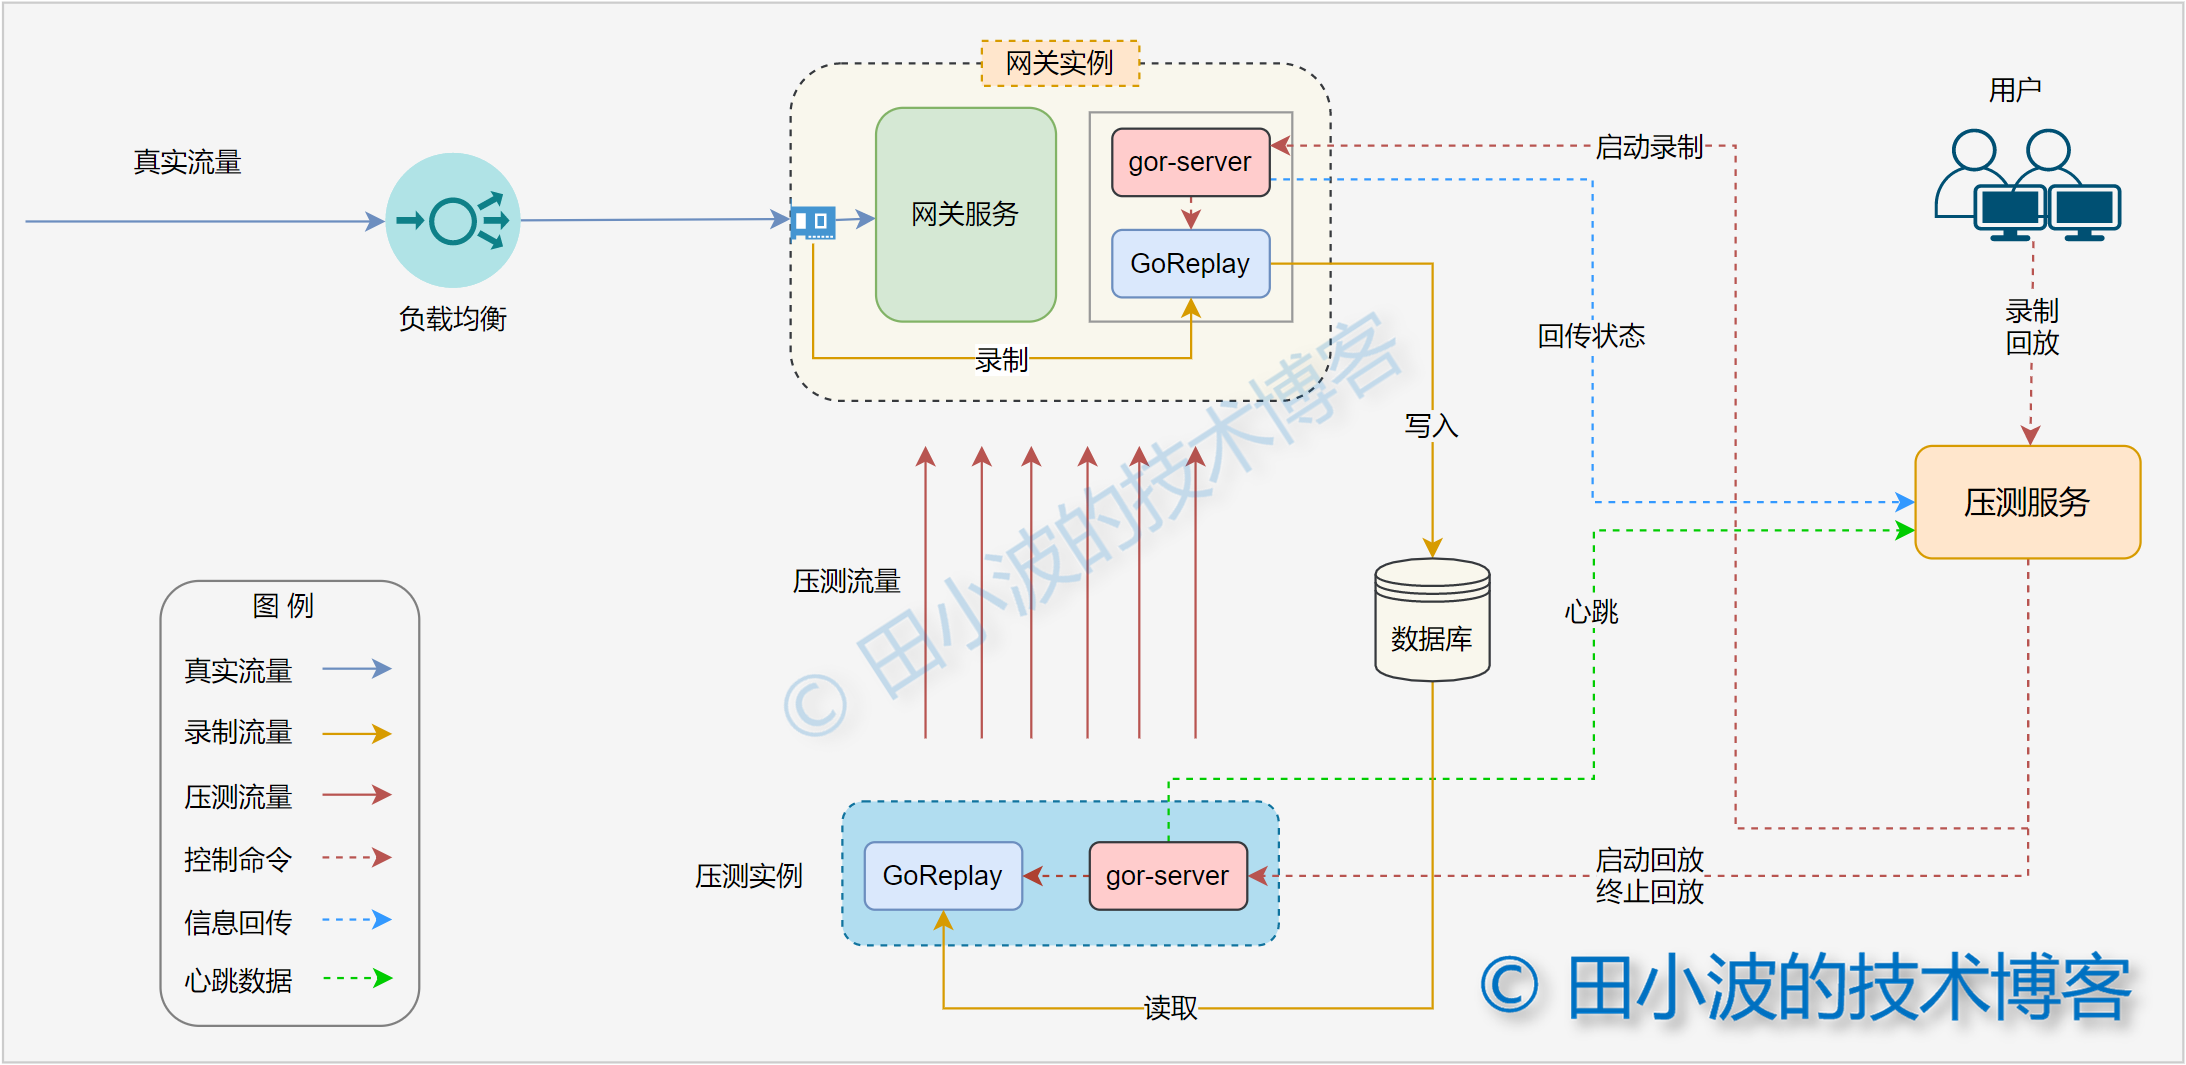 网关实例
用户
真实流量
启动录制
gor-server
网关服务
GoReplay
负载均衡
录制
回放
回传状态
录制
写入
压测服务
压测流量
心跳
数据库
图 例
真实流量
录制流量
压测流量
控制命令
信息回传
心跳数据
压测实例
GoReplay
gor-server
启动回放
终止回放
读取
© 田小波的技术博客
© 田小波的技术博客